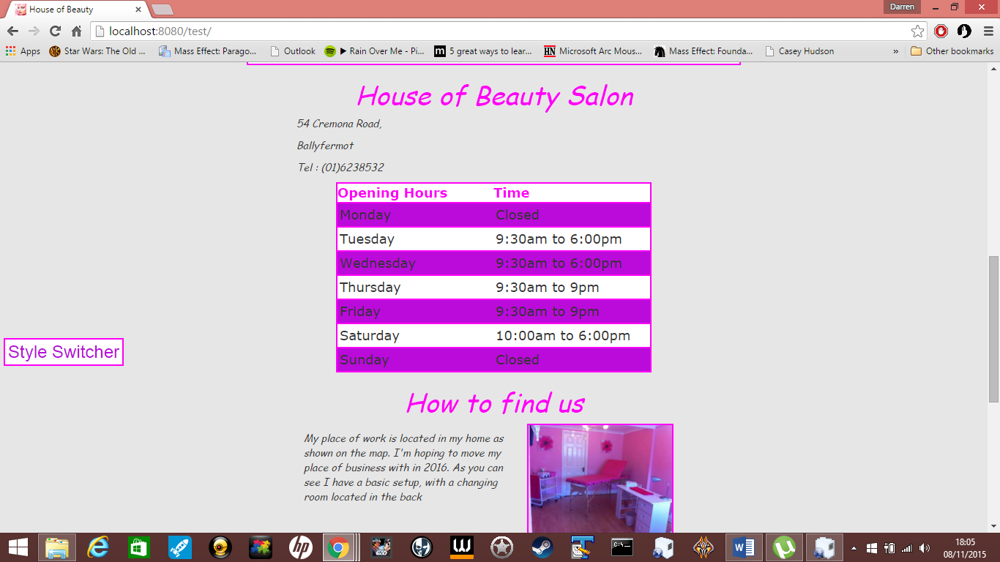 House of Beauty
Darren
localhost:8080/test/
Apps Star Wars: The Old ... Mass Effect: Parago... Outlook ▶ Rain Over Me - Pi... 5 great ways to lear... Microsoft Arc Mous... Mass Effect: Founda... Casey Hudson » Other bookmarks
House of Beauty Salon
54 Cremona Road,
Ballyfermot
Tel : (01)6238532
Opening Hours Time
Monday Closed
Tuesday 9:30am to 6:00pm
Wednesday 9:30am to 6:00pm
Thursday 9:30am to 9pm
Friday 9:30am to 9pm
Saturday 10:00am to 6:00pm
Sunday Closed
Style Switcher
How to find us
My place of work is located in my home as
shown on the map. I'm hoping to move my
place of business with in 2016. As you can
see I have a basic setup, with a changing
room located in the back
18:05
08/11/2015